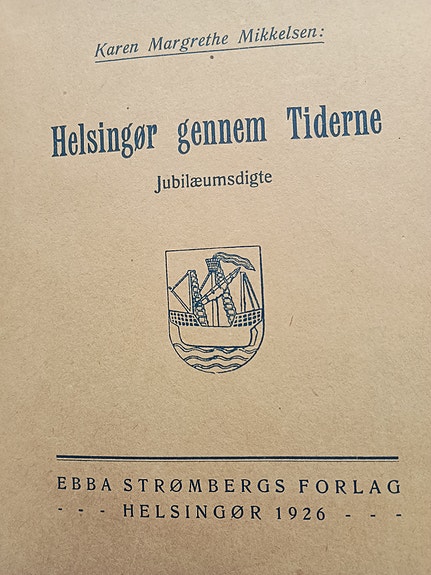 Karen Margrethe Mikkelsen:
Helsingør gennem Tiderne
Jubilæumsdigte
EBBA STRØMBERGS FORLAG
- - - HELSINGØR 1926 - - -